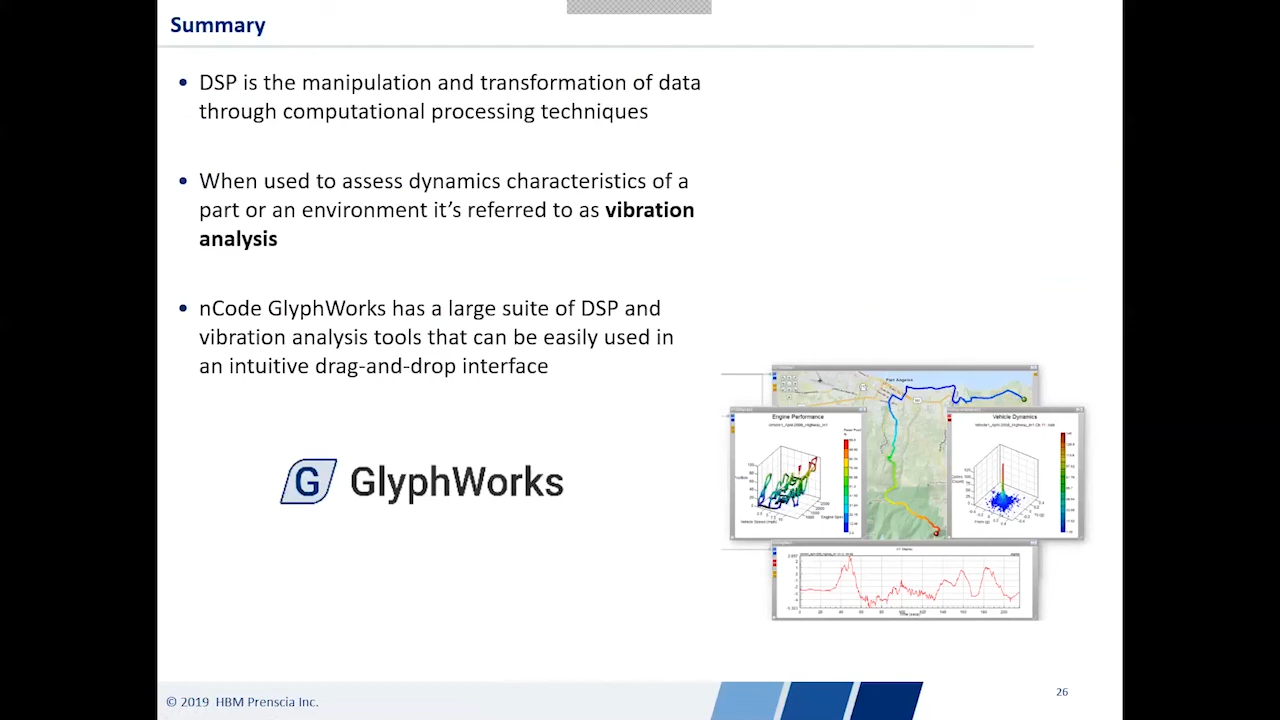 Summary
• DSP is the manipulation and transformation of data
through computational processing techniques
• When used to assess dynamics characteristics of a
part or an environment it’s referred to as vibration
analysis
• nCode GlyphWorks has a large suite of DSP and
vibration analysis tools that can be easily used in
an intuitive drag-and-drop interface
G GlyphWorks
Port Angeles
Engine Performance
Vehicle Dynamics
© 2019 HBM Prenscia Inc.
26